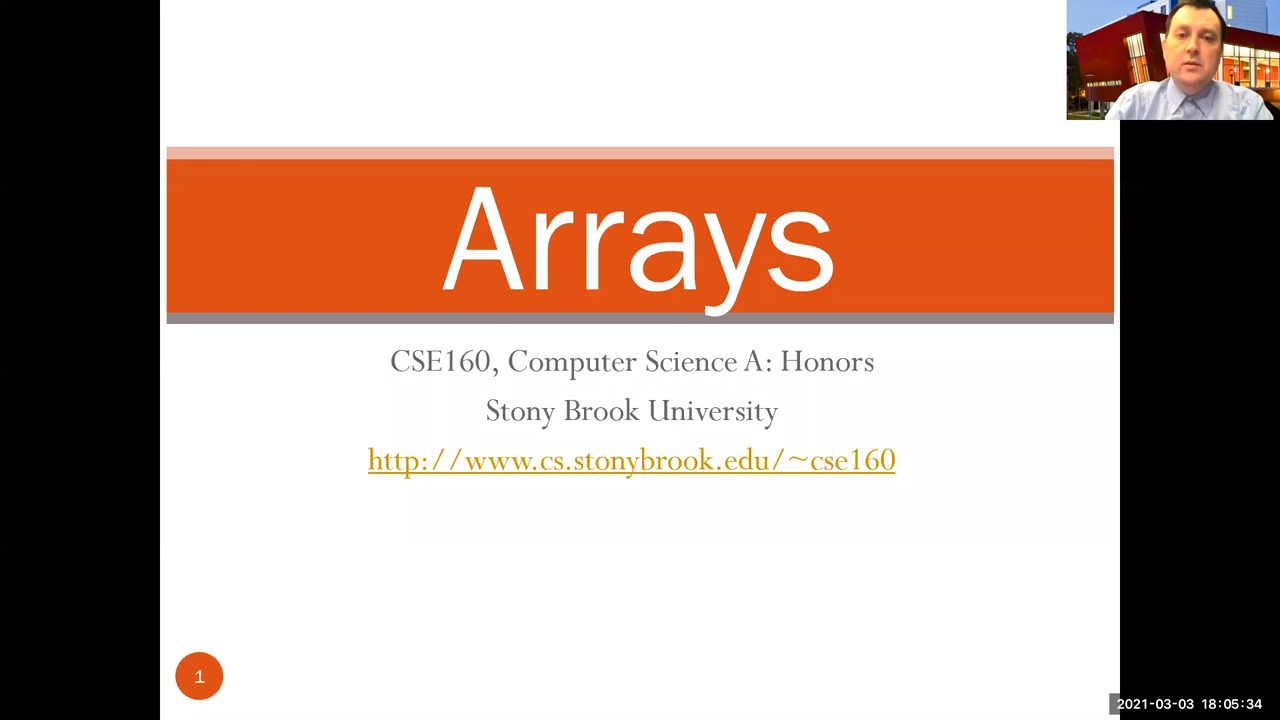 Arrays
CSE160, Computer Science A: Honors
Stony Brook University
http://www.cs.stonybrook.edu/~cse160
1
2021-03-03 18:05:34